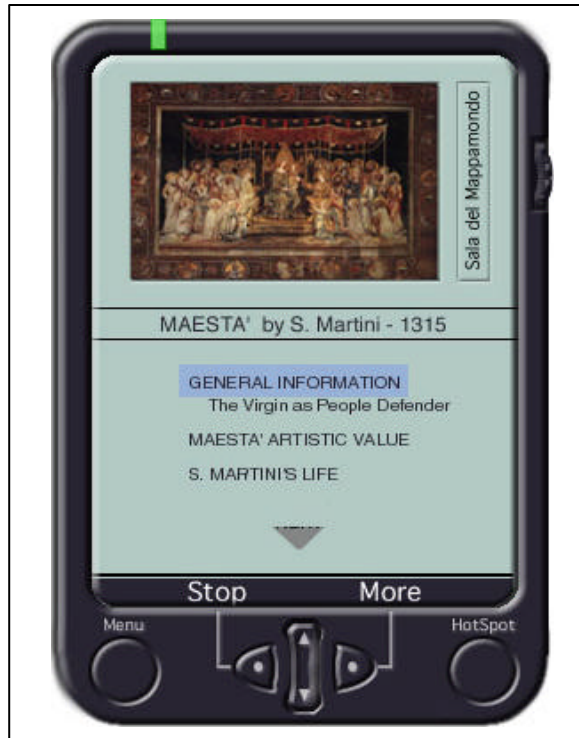 Sala del Mappamondo
MAESTA' by S. Martini - 1315
GENERAL INFORMATION
The Virgin as People Defender
MAESTA' ARTISTIC VALUE
S. MARTINI'S LIFE
Stop More
Menu HotSpot